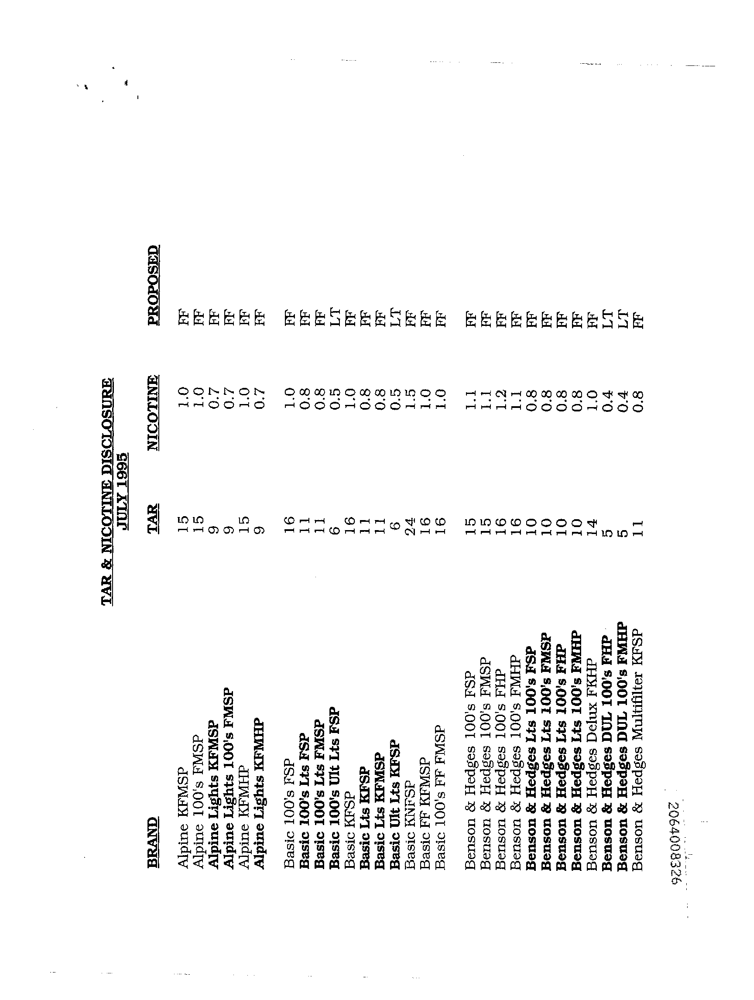 TAR & NICOTINE DISCLOSURE
JULY 1995
BRAND TAR NICOTINE PROPOSED
Alpine KFMSP 15 1.0 FF
Alpine 100's FMSP 15 1.0 FF
Alpine Lights KFMSP 9 0.7 FF
Alpine Lights 100's FMSP 9 0.7 FF
Alpine KFMHP 15 1.0 FF
Alpine Lights KFMHP 9 0.7 FF
Basic 100's FSP 16 1.0 FF
Basic 100's Lts FSP 11 0.8 FF
Basic 100's Lts FMSP 11 0.8 FF
Basic 100's Ult Lts FSP 6 0.5 LT
Basic KFSP 16 1.0 FF
Basic Lts KFSP 11 0.8 FF
Basic Lts KFMSP 11 0.8 FF
Basic Ult Lts KFSP 6 0.5 LT
Basic KNFSP 24 1.5 FF
Basic FF KFMSP 16 1.0 FF
Basic 100's FF FMSP 16 1.0 FF
Benson & Hedges 100's FSP 15 1.1 FF
Benson & Hedges 100's FMSP 15 1.1 FF
Benson & Hedges 100's FHP 16 1.2 FF
Benson & Hedges 100's FMHP 16 1.1 FF
Benson & Hedges Lts 100's FSP 10 0.8 FF
Benson & Hedges Lts 100's FMSP 10 0.8 FF
Benson & Hedges Lts 100's FHP 10 0.8 FF
Benson & Hedges Lts 100's FMHP 10 0.8 FF
Benson & Hedges Delux FKHP 14 1.0 FF
Benson & Hedges DUL 100's FHP 5 0.4 LT
Benson & Hedges DUL 100's FMHP 5 0.4 LT
Benson & Hedges Multifilter KFSP 11 0.8 FF
2064008326